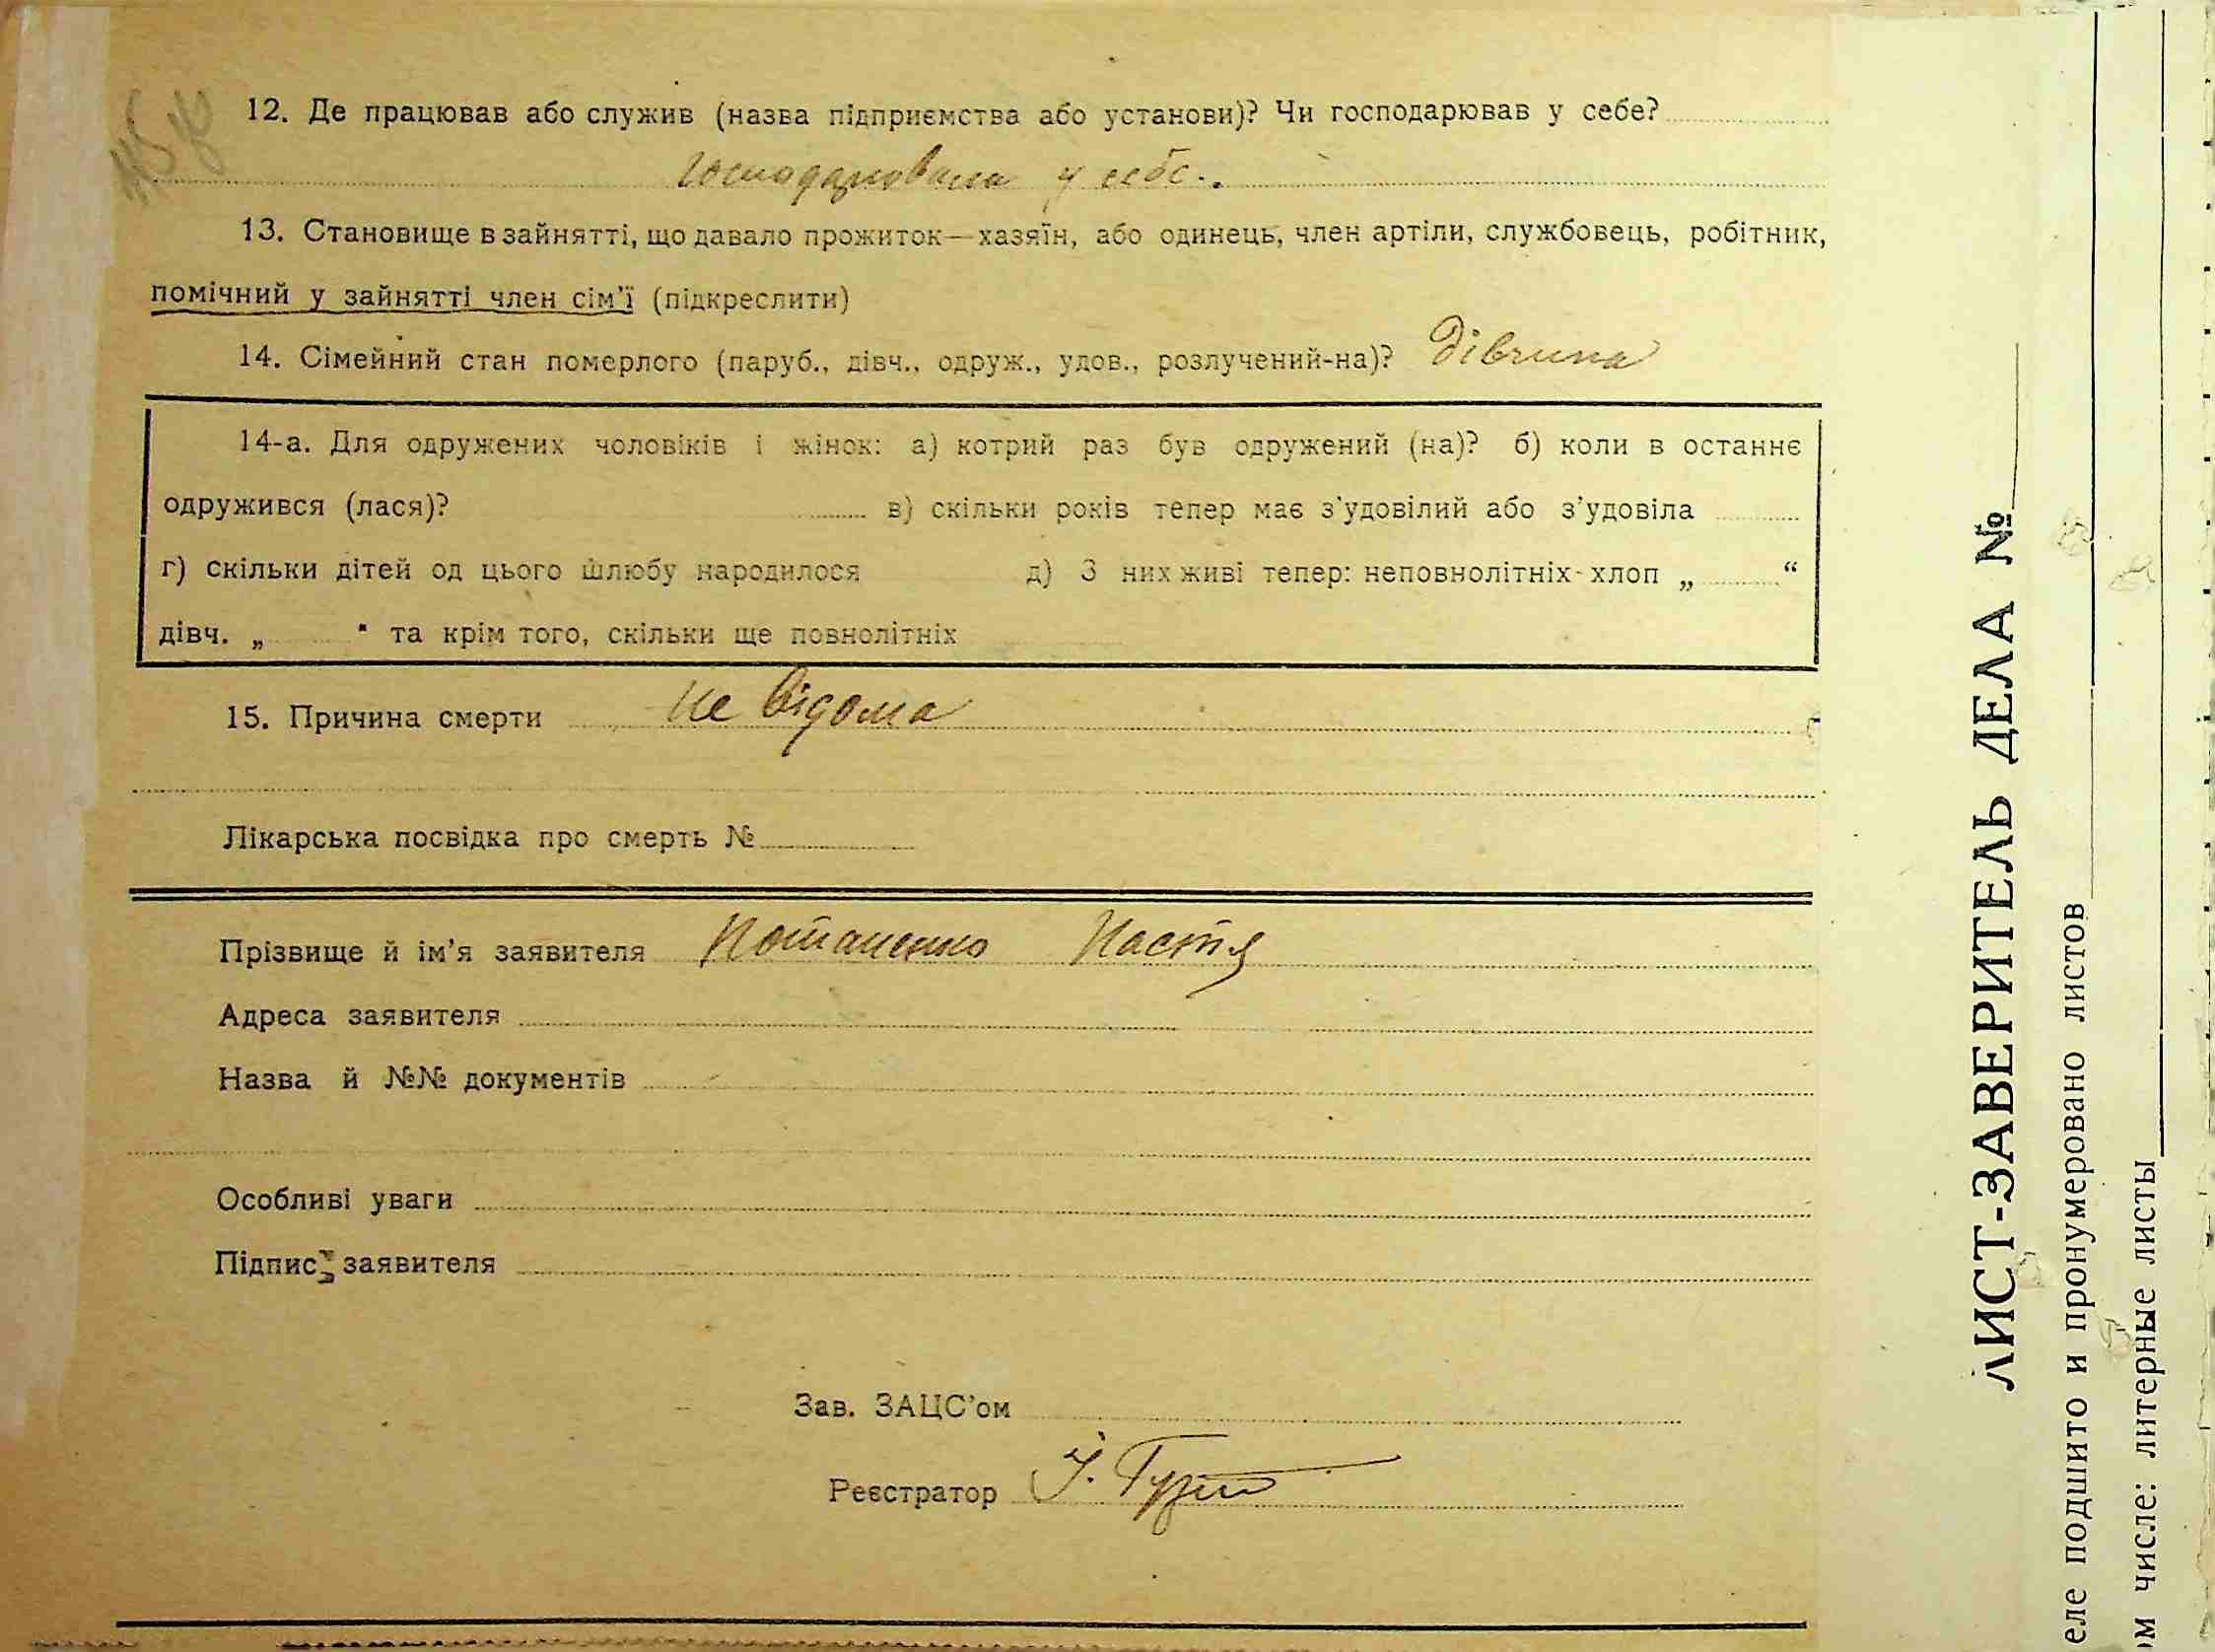 12. Де працював або служив (назва підприємства або установи)? Чи господарював у себе?
господарювала у себе.
13. Становище в зайнятті, що давало прожиток—хазяїн, або одинець, член артіли, службовець, робітник,
помічний у зайнятті член сім’ї (підкреслити)
14. Сімейний стан померлого (паруб., дівч., одруж., удов., розлучений-на)? Дівчина
14-а. Для одружених чоловіків і жінок: а) котрий раз був одружений (на)? б) коли в останнє
одружився (лася)? в) скільки років тепер має з’удовілий або з’удовіла
г) скільки дітей од цього шлюбу народилося д) З них живі тепер: неповнолітніх-хлоп „ “
дівч. „ “ та крім того, скільки ще повнолітніх
15. Причина смерти не відома
Лікарська посвідка про смерть №
Прізвище й ім’я заявителя Потапенко Настя
Адреса заявителя
Назва й №№ документів
Особливі уваги
Підпис заявителя
Зав. ЗАЦС’ом
Реєстратор
ЛИСТ-ЗАВЕРИТЕЛЬ ДЕЛА №
еле подшито и пронумеровано листов
м числе: литерные листы